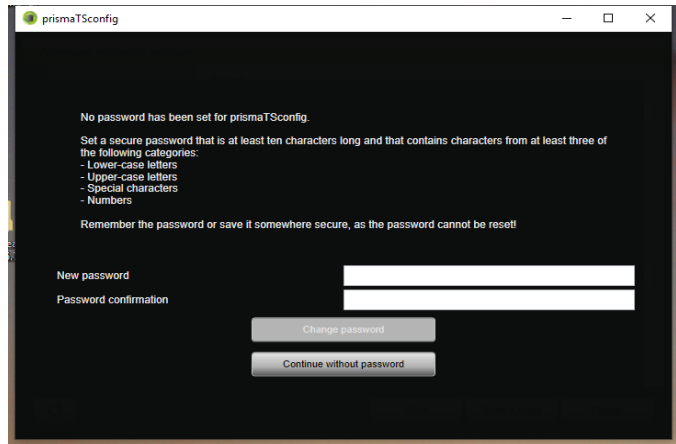 prismaTSconfig
No password has been set for prismaTSconfig.
Set a secure password that is at least ten characters long and that contains characters from at least three of
the following categories:
- Lower-case letters
- Upper-case letters
- Special characters
- Numbers
Remember the password or save it somewhere secure, as the password cannot be reset!
New password
Password confirmation
Change password
Continue without password